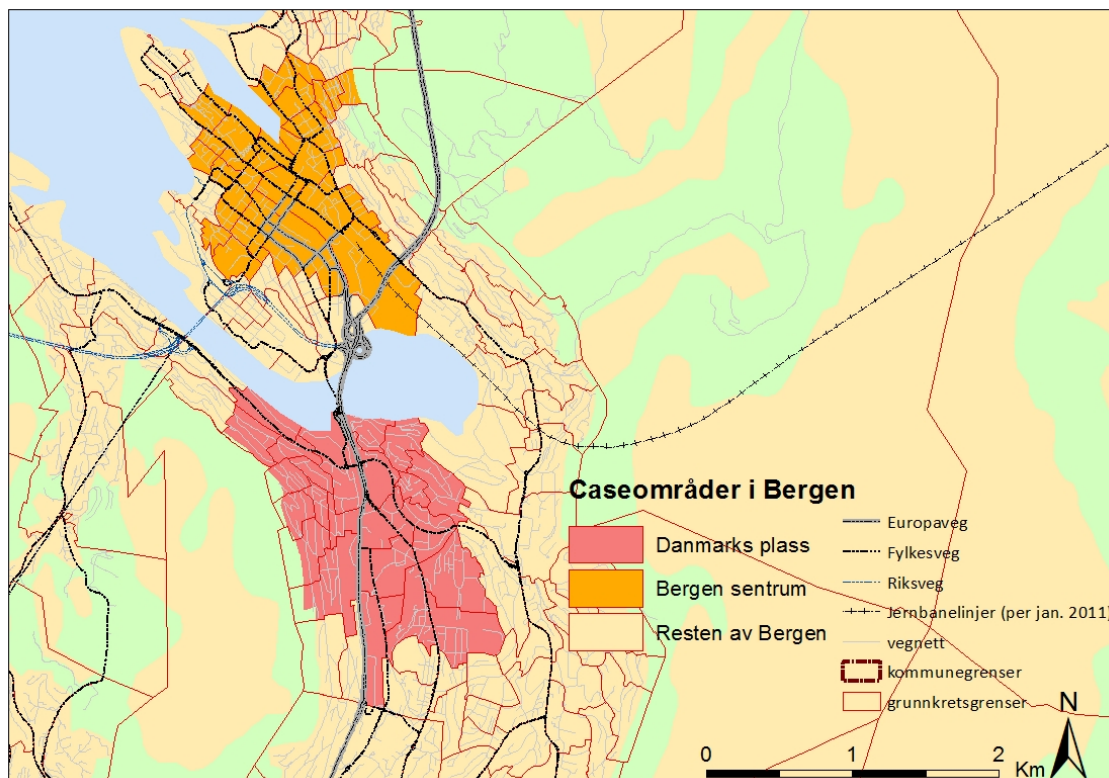 Caseområder i Bergen
Danmarks plass
Bergen sentrum
Resten av Bergen
Europaveg
Fylkesveg
Riksveg
Jernbanelinjer (per jan. 2011)
vegnett
kommunegrenser
grunnkretsgrenser
N
0 1 2
Km